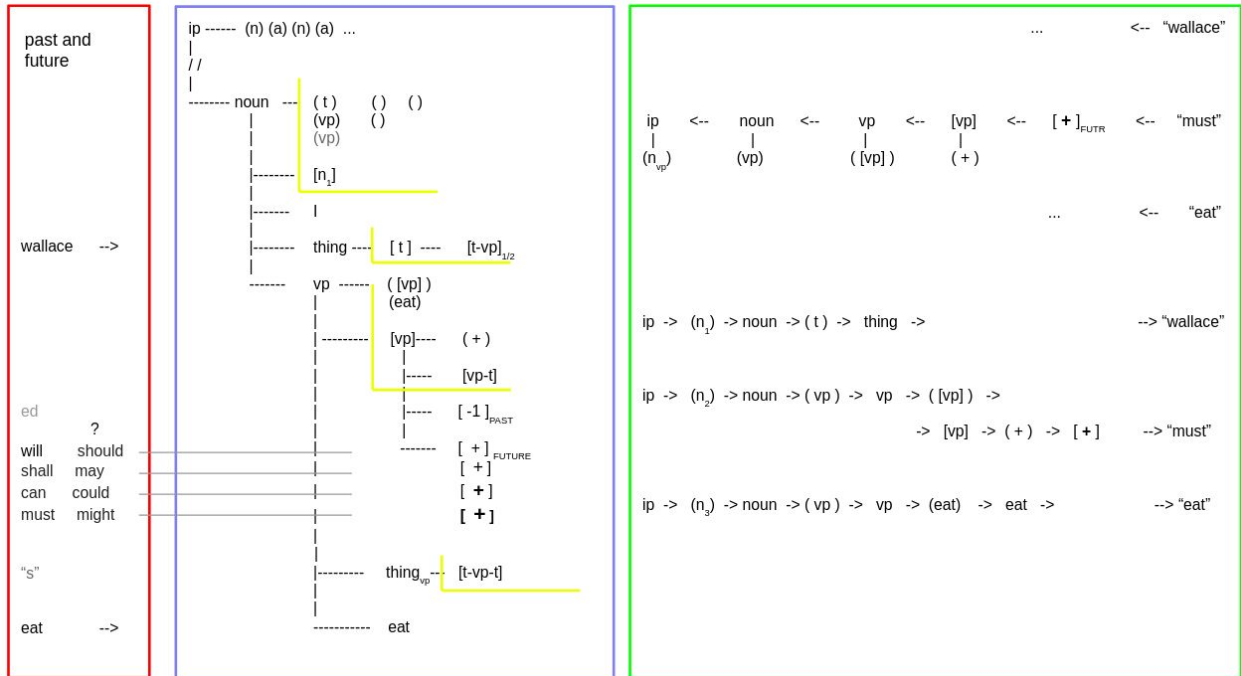 past and
future
wallace -->
ed
?
will should
shall may
can could
must might
“s”
eat -->
ip ------ (n) (a) (n) (a) ...
|
/ /
|
-------- noun --- ( t ) ( ) ( )
(vp) ( )
(vp)
|-------- [n1]
|------- I
|-------- thing ---- [ t ] ---- [t-vp]1/2
------- vp ------ ( [vp] )
(eat)
|--------- [vp]---- ( + )
|----- [vp-t]
|----- [ -1 ]PAST
------- [ + ] FUTURE
[ + ]
[ + ]
[ + ]
|--------- thingvp --- [t-vp-t]
----------- eat
... <-- “wallace”
ip <-- noun <-- vp <-- [vp] <-- [ + ]FUTR <-- “must”
| | | |
(nvp) (vp) ( [vp] ) ( + )
... <-- “eat”
ip -> (n1) -> noun -> ( t ) -> thing -> --> “wallace”
ip -> (n2) -> noun -> ( vp ) -> vp -> ( [vp] ) ->
-> [vp] -> ( + ) -> [ + ] --> “must”
ip -> (n3) -> noun -> ( vp ) -> vp -> (eat) -> eat -> --> “eat”